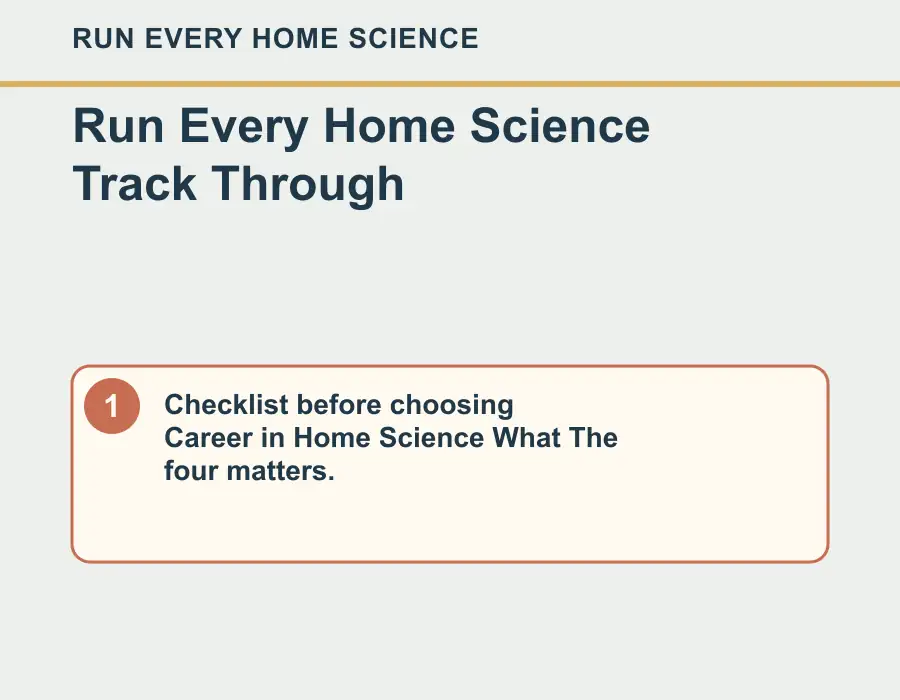 RUN EVERY HOME SCIENCE
Run Every Home Science
Track Through
1
Checklist before choosing
Career in Home Science What The
four matters.